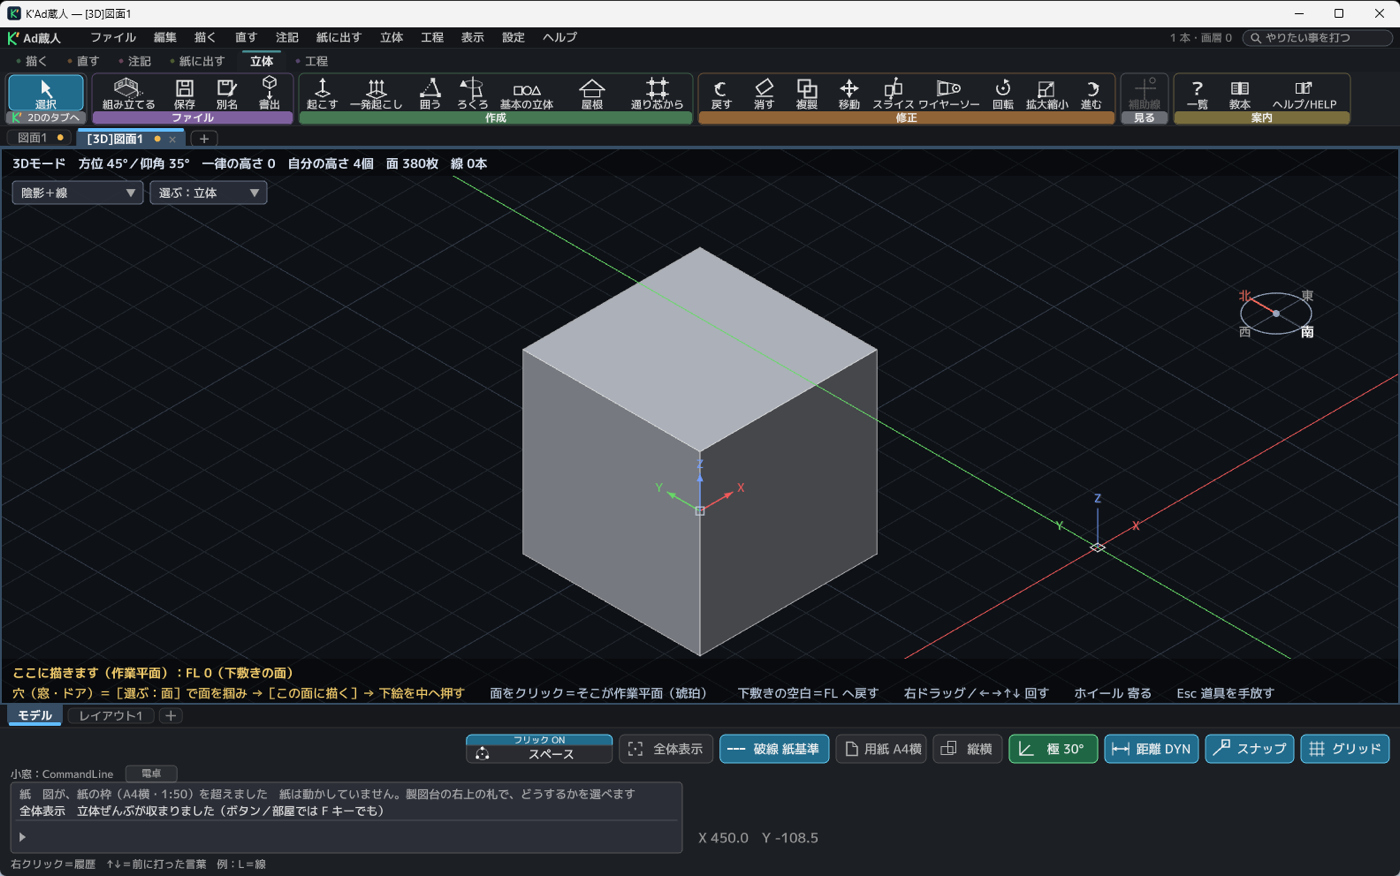 K'Ad蔵人 — [3D]図面1
K' Ad蔵人 ファイル 編集 描く 直す 注記 紙に出す 立体 工程 表示 設定 ヘルプ 1 本・画層 0 やりたい事を打つ
描く 直す 注記 紙に出す 立体 工程
選択 組み立てる 保存 別名 書出 起こす 一発起こし 囲う ろくろ 基本の立体 屋根 通り芯から 戻す 消す 複製 移動 スライス ワイヤーソー 回転 拡大縮小 進む 補助線 一覧 教本 ヘルプ/HELP
K' 2Dのタブへ ファイル 作成 修正 見る 案内
図面1 [3D]図面1 × +
3Dモード 方位 45°/仰角 35° 一律の高さ 0 自分の高さ 4個 面 380枚 線 0本
陰影+線 ▼ 選ぶ:立体 ▼
北 東
西 南
Z
Y X
Z
Y X
ここに描きます(作業平面):FL 0(下敷きの面)
穴(窓・ドア)=[選ぶ:面]で面を掴み→[この面に描く]→下絵を中へ押す 面をクリック=そこが作業平面(琥珀) 下敷きの空白=FL へ戻す 右ドラッグ/←→↑↓ 回す ホイール 寄る Esc 道具を手放す
モデル レイアウト1 +
フリック ON
スペース 全体表示 破線 紙基準 用紙 A4横 縦横 極 30° 距離 DYN スナップ グリッド
小窓:CommandLine 電卓
紙 図が、紙の枠(A4横・1:50)を超えました 紙は動かしていません。製図台の右上の札で、どうするかを選べます
全体表示 立体ぜんぶが収まりました(ボタン/部屋では F キーでも)
X 450.0 Y -108.5
右クリック=履歴 ↑↓=前に打った言葉 例:L=線